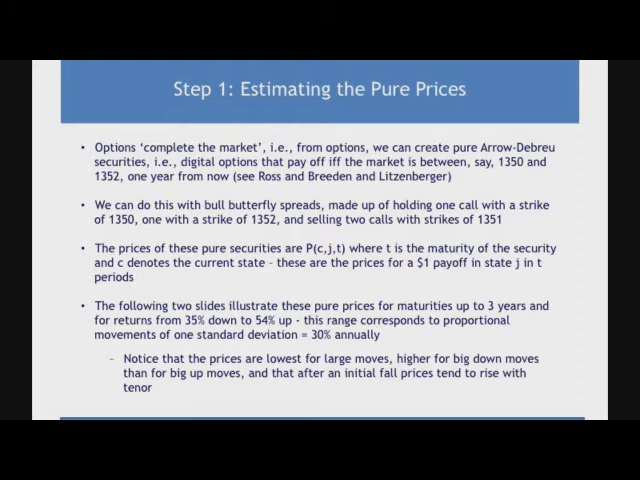 Step 1: Estimating the Pure Prices
• Options ‘complete the market’, i.e., from options, we can create pure Arrow-Debreu
securities, i.e., digital options that pay off iff the market is between, say, 1350 and
1352, one year from now (see Ross and Breeden and Litzenberger)
• We can do this with bull butterfly spreads, made up of holding one call with a strike
of 1350, one with a strike of 1352, and selling two calls with strikes of 1351
• The prices of these pure securities are P(c,j,t) where t is the maturity of the security
and c denotes the current state – these are the prices for a $1 payoff in state j in t
periods
• The following two slides illustrate these pure prices for maturities up to 3 years and
for returns from 35% down to 54% up - this range corresponds to proportional
movements of one standard deviation = 30% annually
– Notice that the prices are lowest for large moves, higher for big down moves
than for big up moves, and that after an initial fall prices tend to rise with
tenor